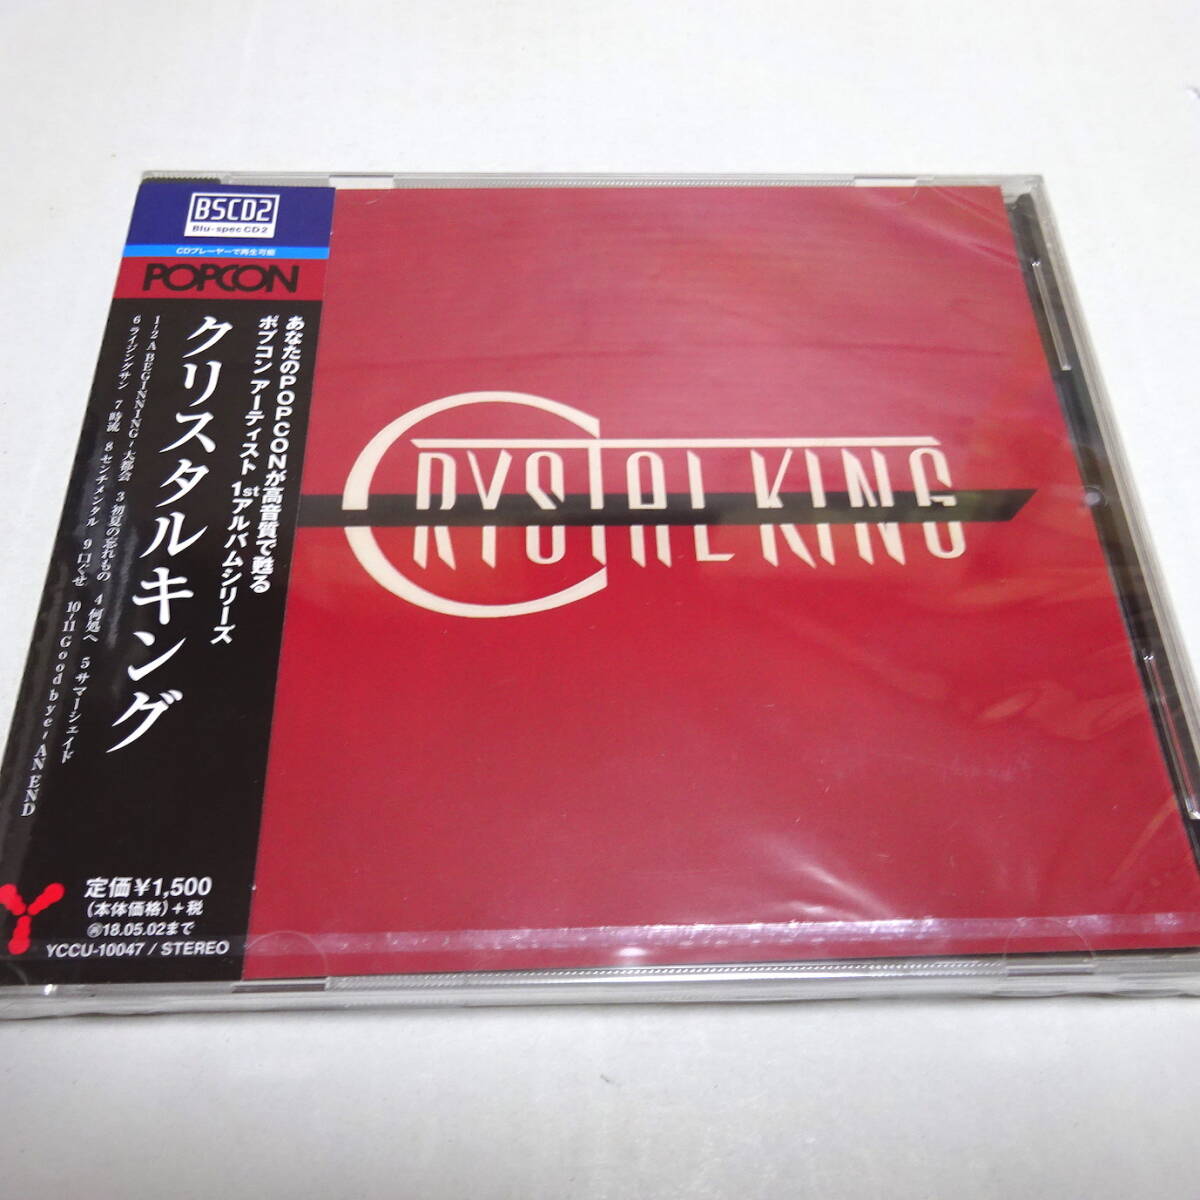 BSCD2
Blu-spec CD2
CDプレーヤーで再生可能
POPCON
あなたのPOPCONが高音質で甦る
ポプコン アーティスト 1stアルバムシリーズ
クリスタルキング
1-2 A BEGINNING~大都会 3 初夏の忘れもの 4 何処へ 5 サマーシェイド
6 ライジングサン 7 時流 8 センチメンタル 9 口ぐせ 10-11 Goodbye~AN END
定価¥1,500
(本体価格)+税
㋐18.05.02まで
YCCU-10047 / STEREO
CRYSTAL KING